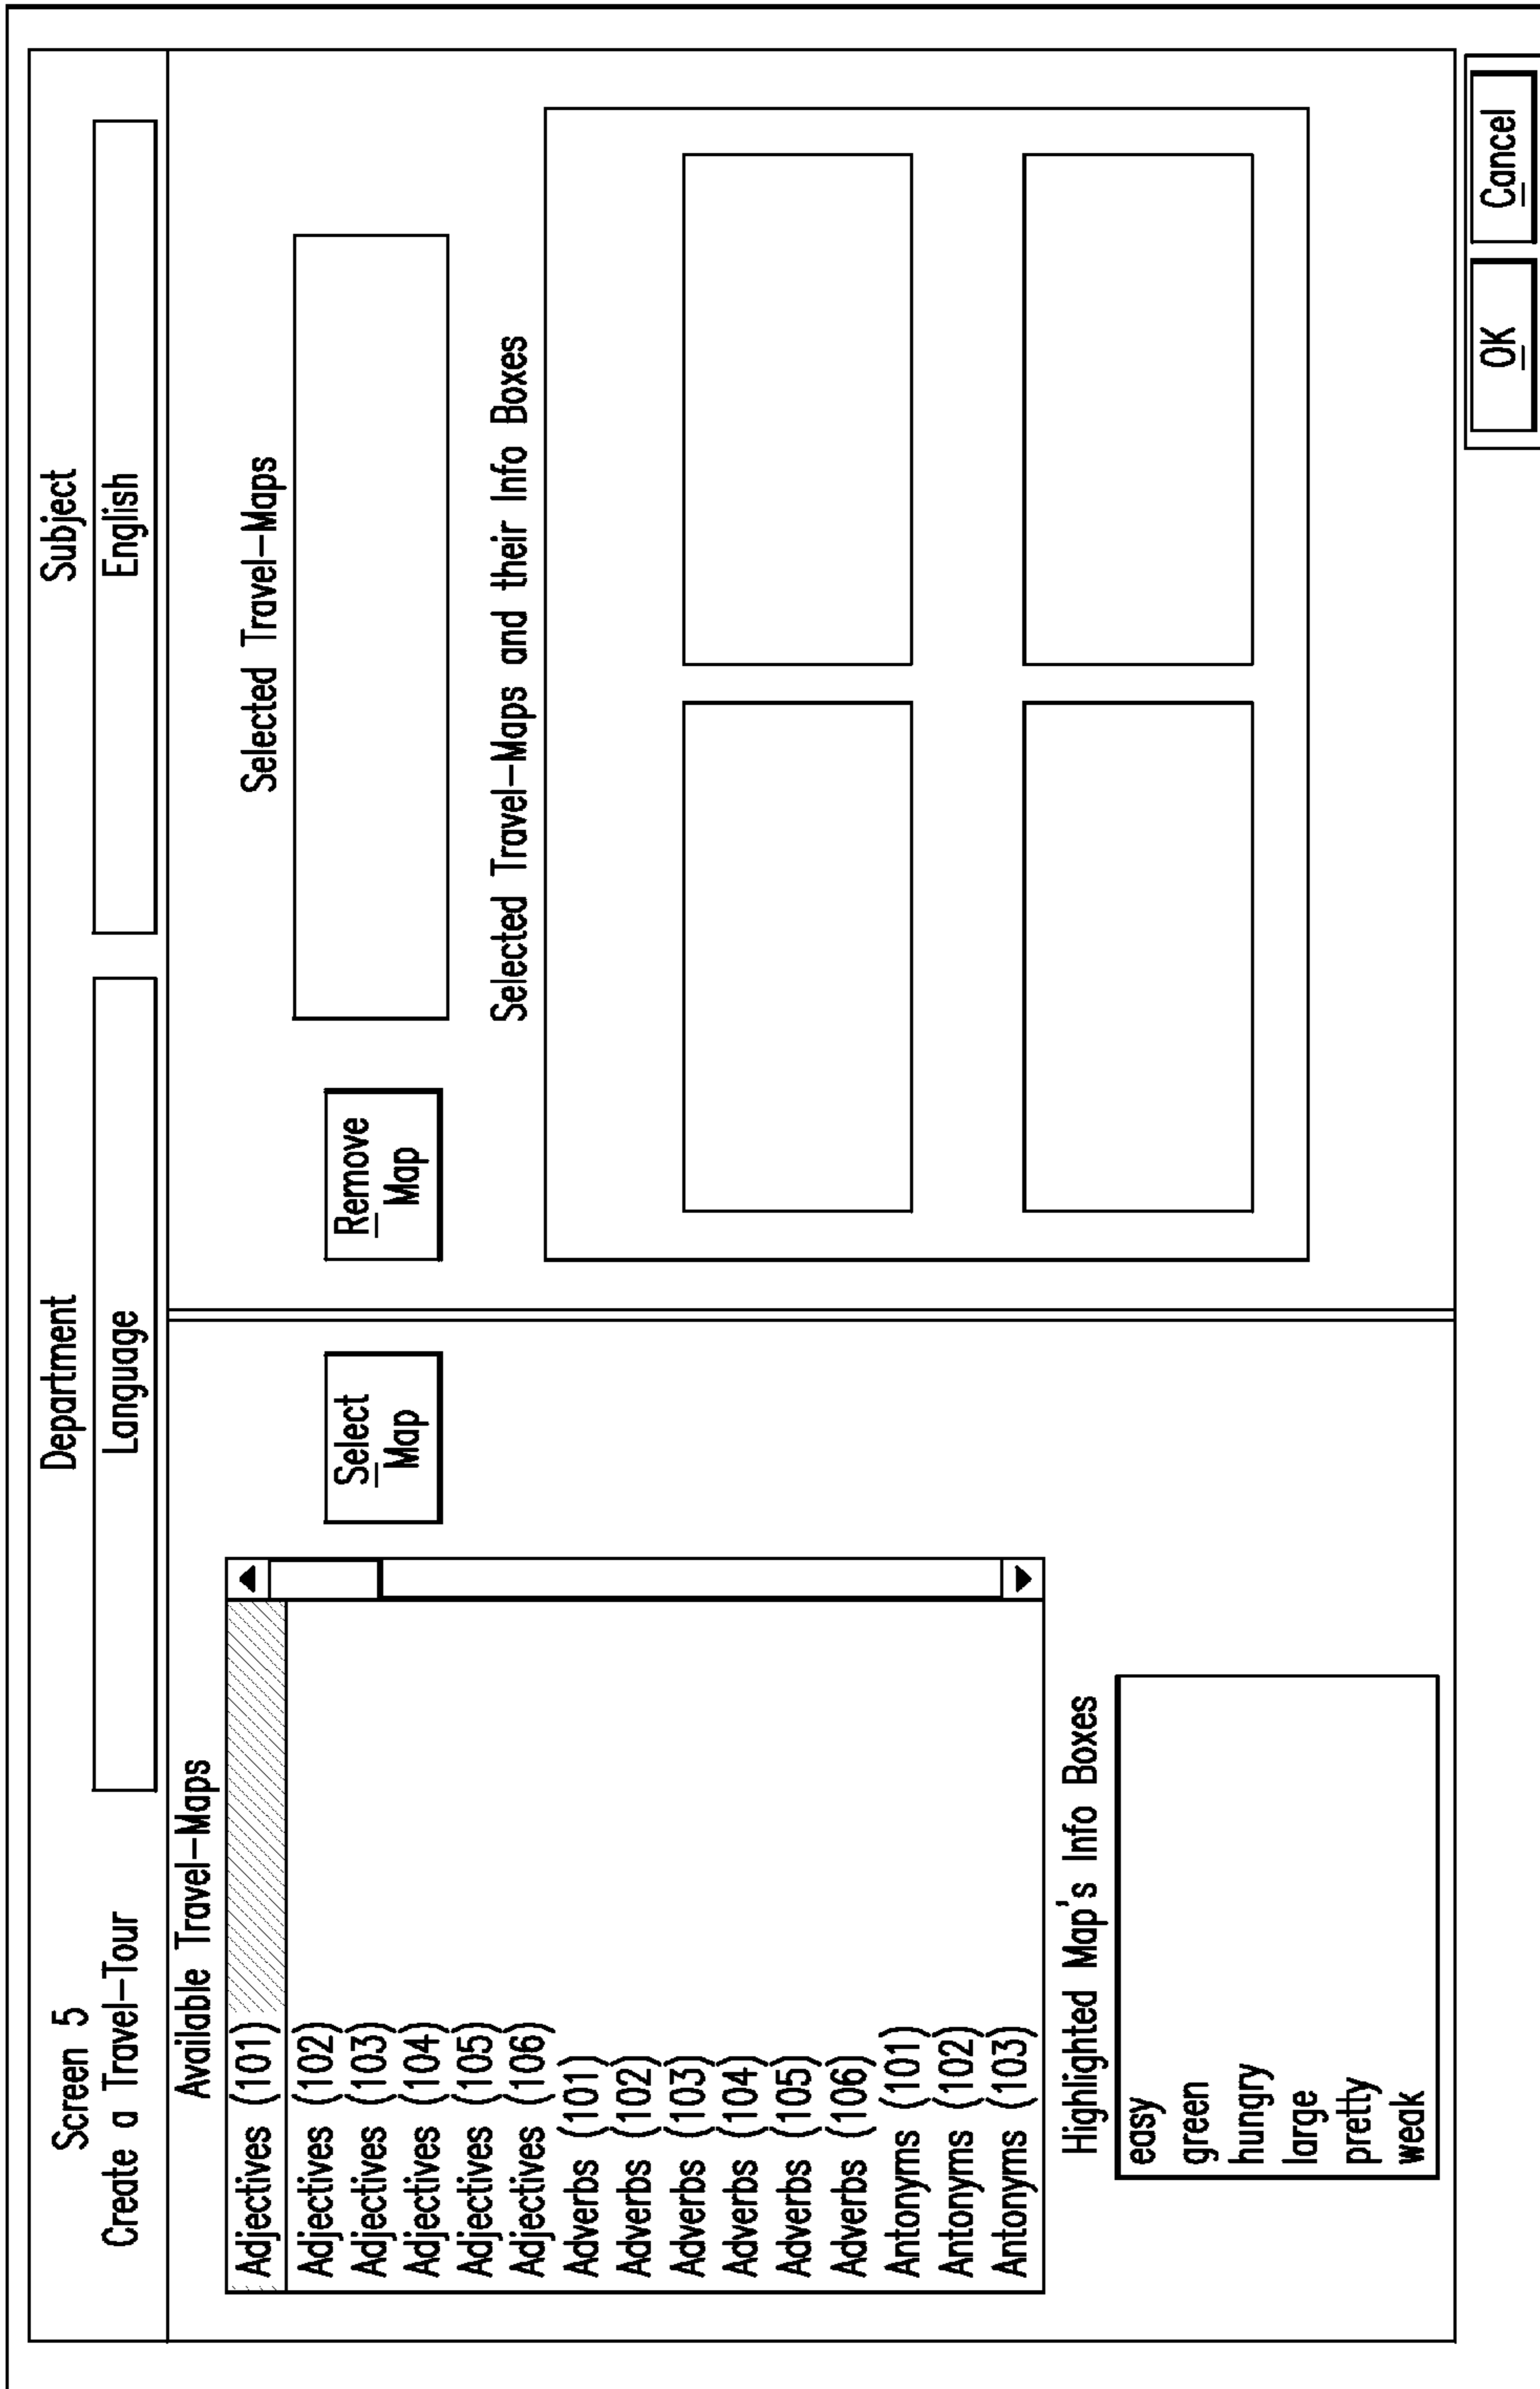 Screen 5
Create a Travel-Tour
Department
Language
Subject
English
Available Travel-Maps
Adjectives (101)
Adjectives (102)
Adjectives (103)
Adjectives (104)
Adjectives (105)
Adjectives (106)
Adverbs (101)
Adverbs (102)
Adverbs (103)
Adverbs (104)
Adverbs (105)
Adverbs (106)
Antonyms (101)
Antonyms (102)
Antonyms (103)
Select
Map
Highlighted Map's Info Boxes
easy
green
hungry
large
pretty
weak
Remove
Map
Selected Travel-Maps
Selected Travel-Maps and their Info Boxes
OK
Cancel